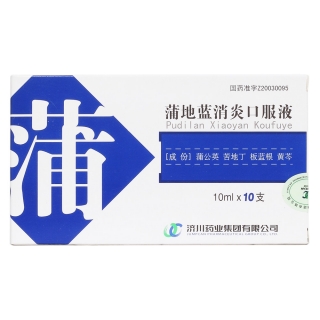 国药准字Z20030095
蒲地蓝消炎口服液
Pudilan Xiaoyan Koufuye
[成 份] 蒲公英 苦地丁 板蓝根 黄芩
10ml x 10支
蒲
济川药业集团有限公司